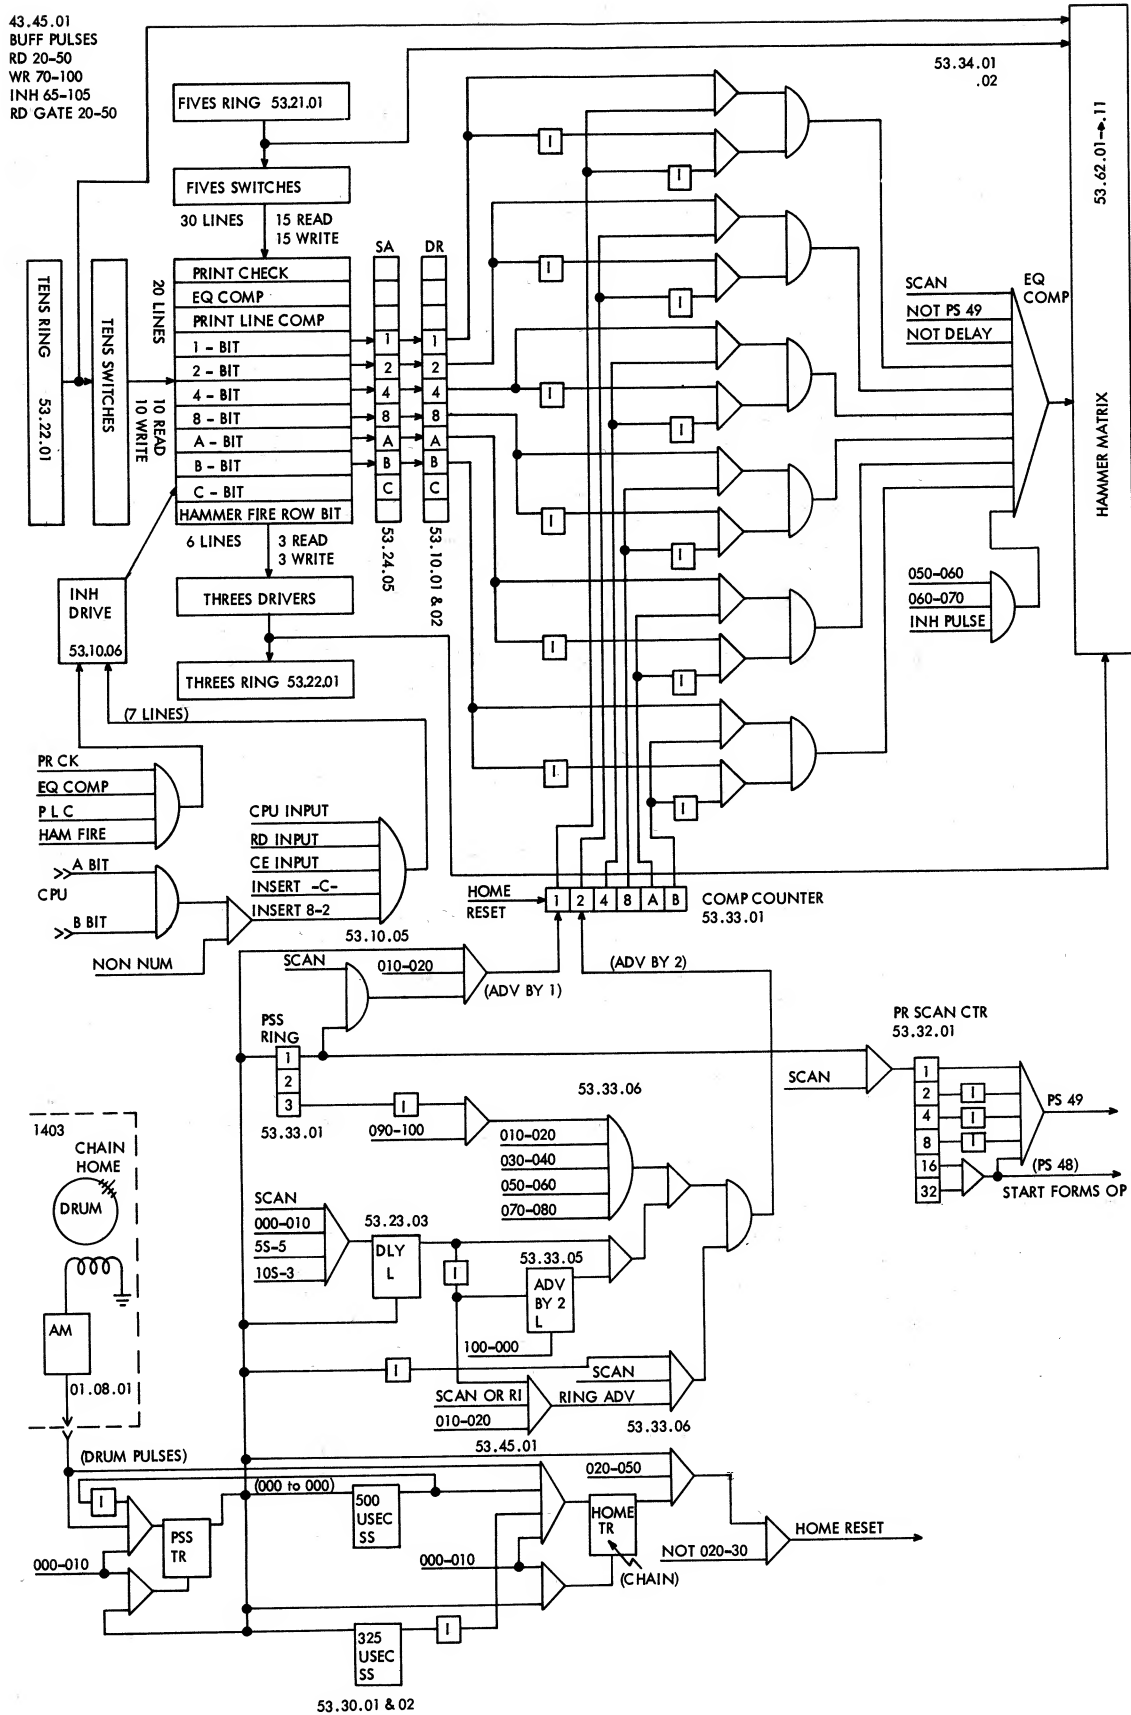 43.45.01
BUFF PULSES
RD 20-50
WR 70-100
INH 65-105
RD GATE 20-50
FIVES RING 53.21.01
FIVES SWITCHES
30 LINES
15 READ
15 WRITE
53.34.01
.02
53.62.01→.11
HAMMER MATRIX
TENS RING 53.22.01
TENS SWITCHES
20 LINES
10 READ
10 WRITE
PRINT CHECK
EQ COMP
PRINT LINE COMP
1 - BIT
2 - BIT
4 - BIT
8 - BIT
A - BIT
B - BIT
C - BIT
HAMMER FIRE ROW BIT
SA
1
2
4
8
A
B
C
53.24.05
DR
1
2
4
8
A
B
C
53.10.01 & 02
I
I
I
I
I
I
I
I
I
I
I
I
SCAN
NOT PS 49
NOT DELAY
EQ
COMP
050-060
060-070
INH PULSE
6 LINES
3 READ
3 WRITE
THREES DRIVERS
THREES RING 53.22.01
INH
DRIVE
53.10.06
(7 LINES)
PR CK
EQ COMP
P L C
HAM FIRE
A BIT
CPU
B BIT
NON NUM
CPU INPUT
RD INPUT
CE INPUT
INSERT -C-
INSERT 8-2
53.10.05
HOME
RESET
1 2 4 8 A B
COMP COUNTER
53.33.01
SCAN
010-020
(ADV BY 1)
(ADV BY 2)
PSS
RING
1
2
3
53.33.01
I
090-100
53.33.06
010-020
030-040
050-060
070-080
PR SCAN CTR
53.32.01
SCAN
1
2
4
8
16
32
I
I
I
PS 49
(PS 48)
START FORMS OP
1403
CHAIN
HOME
DRUM
AM
01.08.01
SCAN
000-010
5S-5
10S-3
53.23.03
DLY
L
I
53.33.05
ADV
BY 2
L
100-000
I
SCAN
SCAN OR RI
010-020
RING ADV
53.33.06
53.45.01
(DRUM PULSES)
(000 to 000)
I
PSS
TR
000-010
500
USEC
SS
020-050
HOME
TR
000-010
(CHAIN)
NOT 020-30
HOME RESET
325
USEC
SS
I
53.30.01 & 02